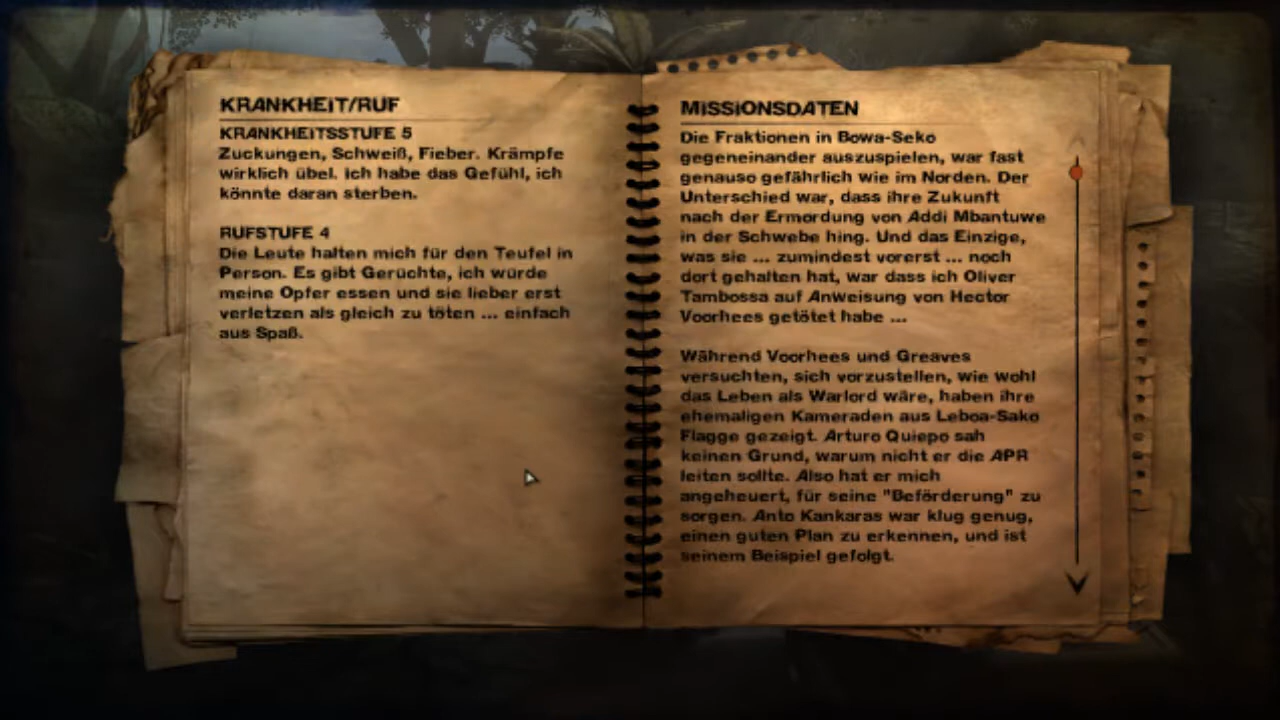 KRANKHEIT/RUF
KRANKHEITSSTUFE 5
Zuckungen, Schweiß, Fieber. Krämpfe
wirklich übel. Ich habe das Gefühl, ich
könnte daran sterben.
RUFSTUFE 4
Die Leute halten mich für den Teufel in
Person. Es gibt Gerüchte, ich würde
meine Opfer essen und sie lieber erst
verletzen als gleich zu töten ... einfach
aus Spaß.
MISSIONSDATEN
Die Fraktionen in Bowa-Seko
gegeneinander auszuspielen, war fast
genauso gefährlich wie im Norden. Der
Unterschied war, dass ihre Zukunft
nach der Ermordung von Addi Mbantuwe
in der Schwebe hing. Und das Einzige,
was sie ... zumindest vorerst ... noch
dort gehalten hat, war dass ich Oliver
Tambossa auf Anweisung von Hector
Voorhees getötet habe ...
Während Voorhees und Greaves
versuchten, sich vorzustellen, wie wohl
das Leben als Warlord wäre, haben ihre
ehemaligen Kameraden aus Leboa-Sako
Flagge gezeigt. Arturo Quiepo sah
keinen Grund, warum nicht er die APR
leiten sollte. Also hat er mich
angeheuert, für seine "Beförderung" zu
sorgen. Anto Kankaras war klug genug,
einen guten Plan zu erkennen, und ist
seinem Beispiel gefolgt.